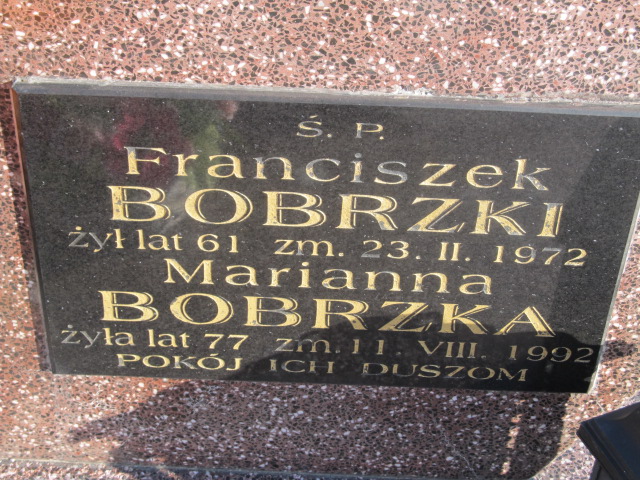 Ś. P.
Franciszek
BOBRZKI
żył lat 61 zm. 23. II. 1972
Marianna
BOBRZKA
żyła lat 77 zm. 11. VIII. 1992
POKÓJ ICH DUSZOM